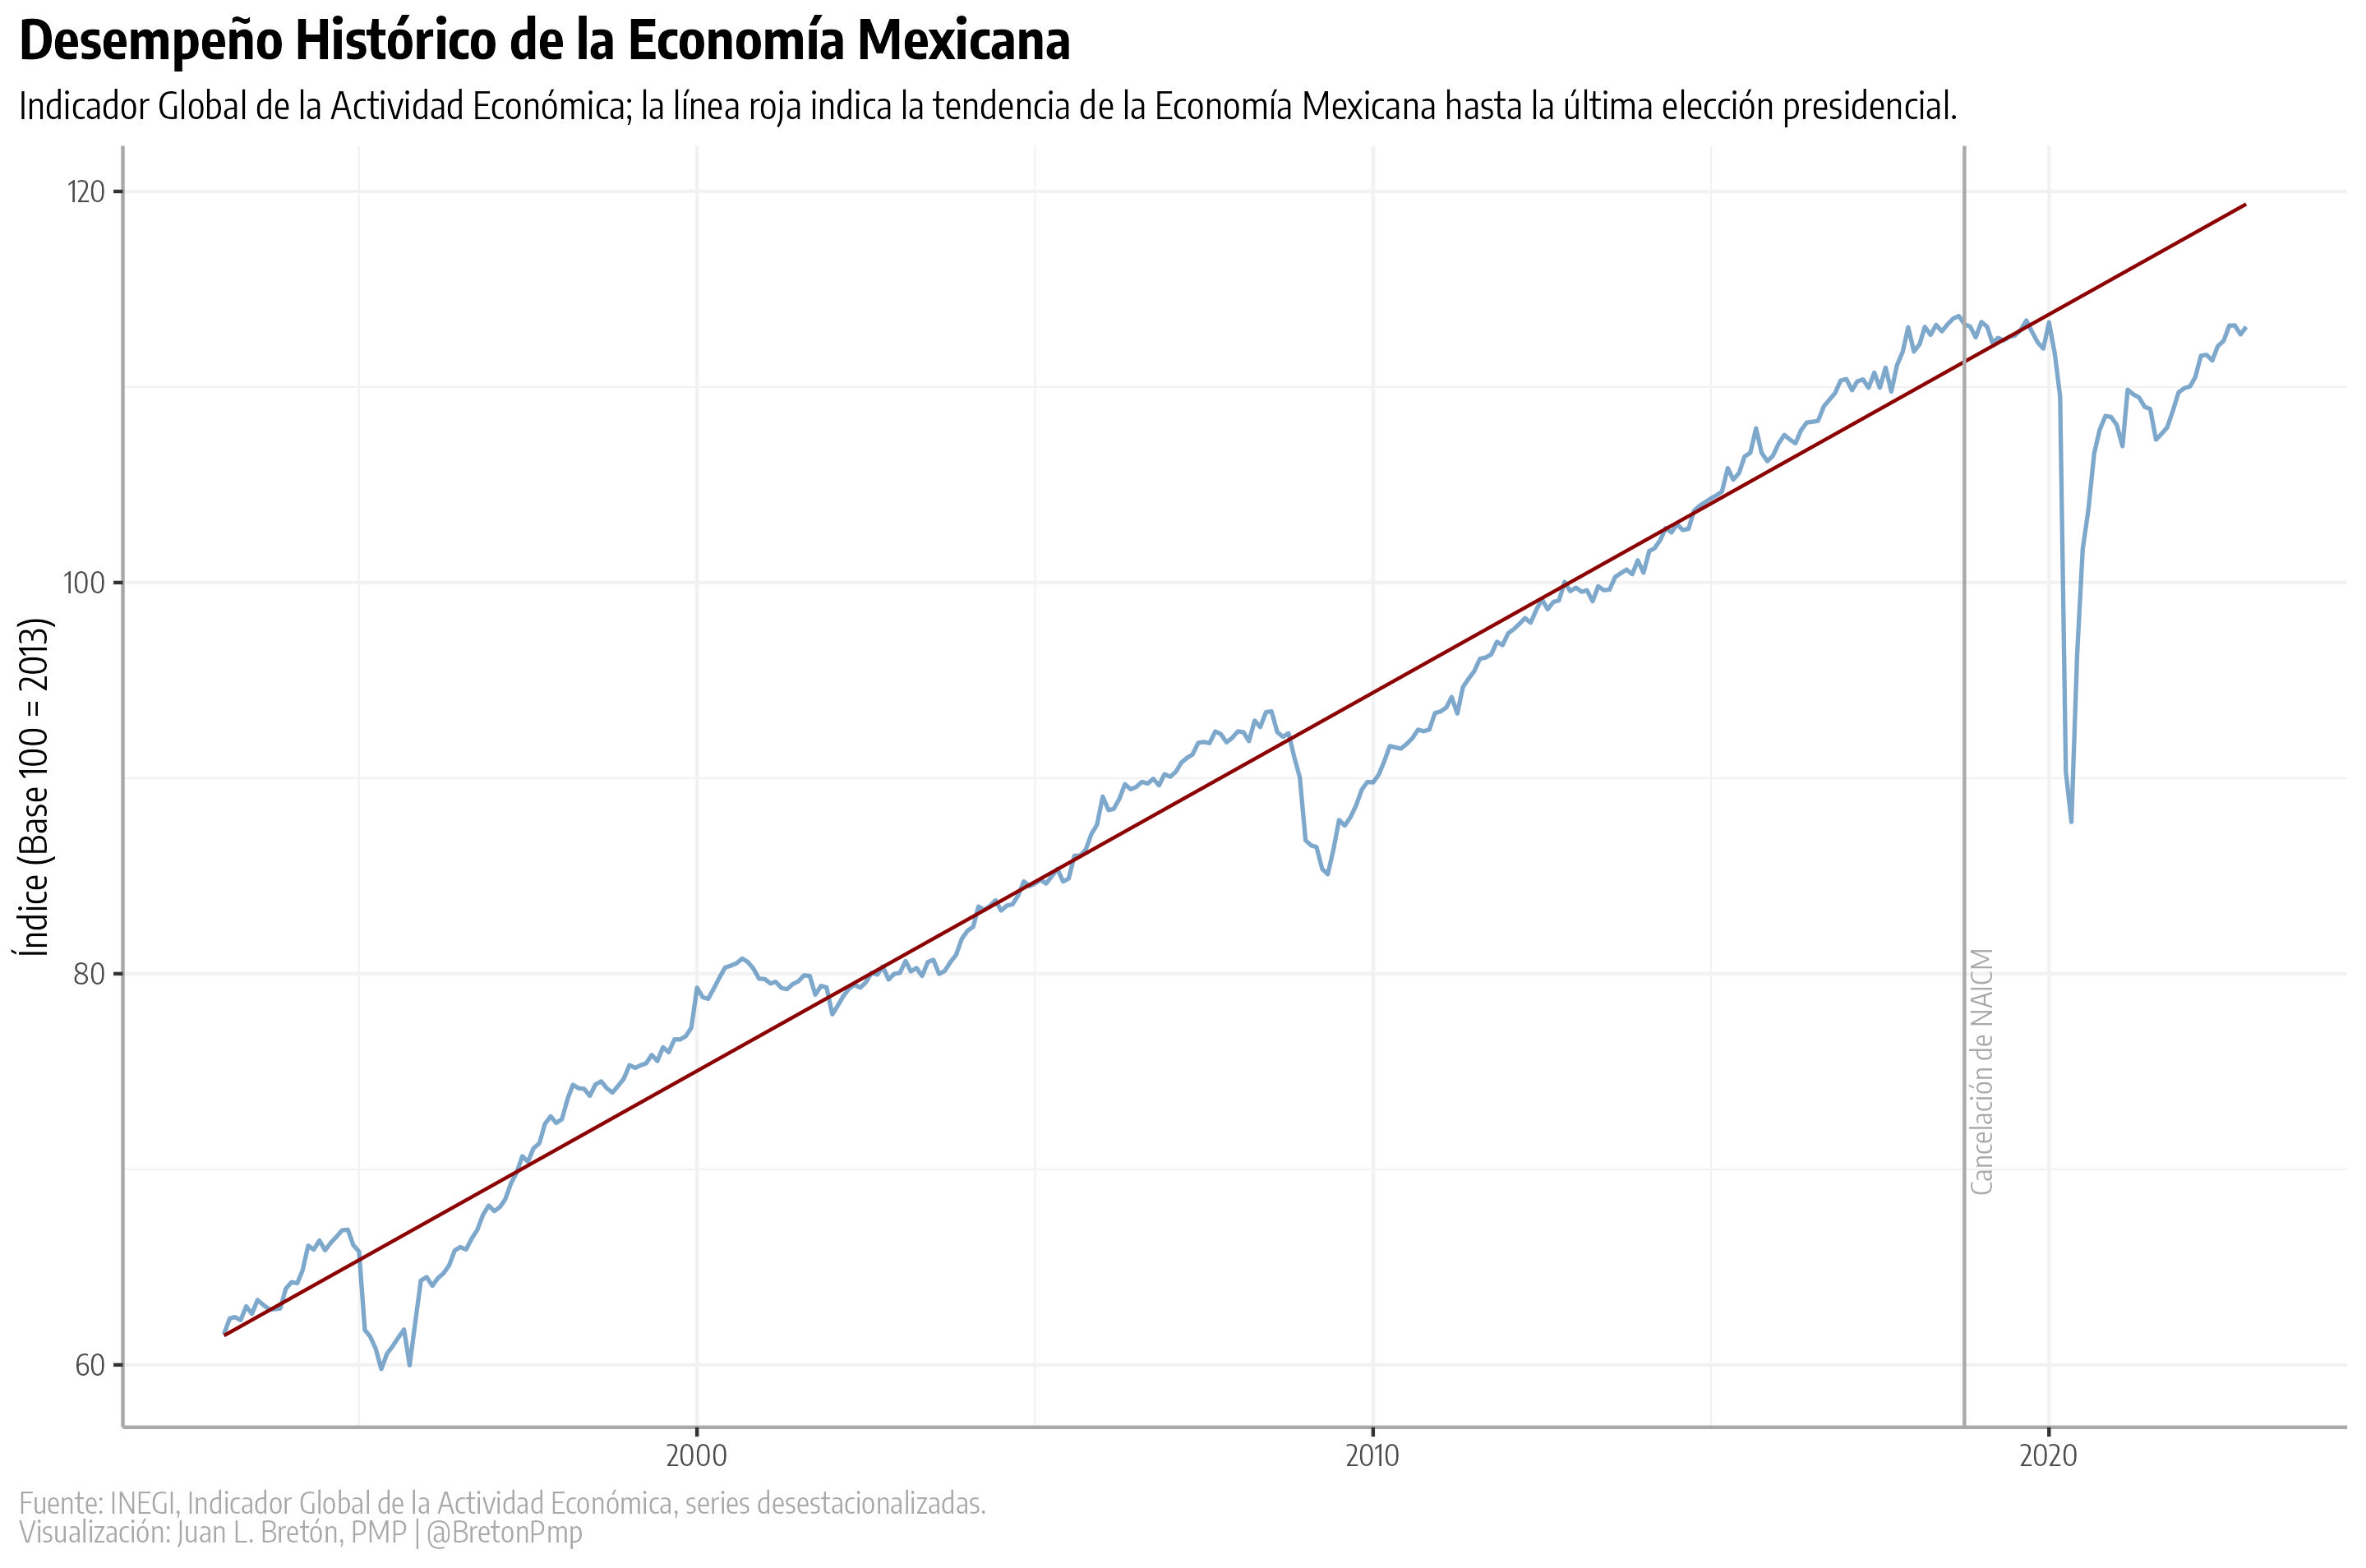 Desempeño Histórico de la Economía Mexicana
Indicador Global de la Actividad Económica; la línea roja indica la tendencia de la Economía Mexicana hasta la última elección presidencial.
120
100
80
60
Índice (Base 100 = 2013)
Cancelación de NAICM
2000
2010
2020
Fuente: INEGI, Indicador Global de la Actividad Económica, series desestacionalizadas.
Visualización: Juan L. Bretón, PMP | @BretonPmp